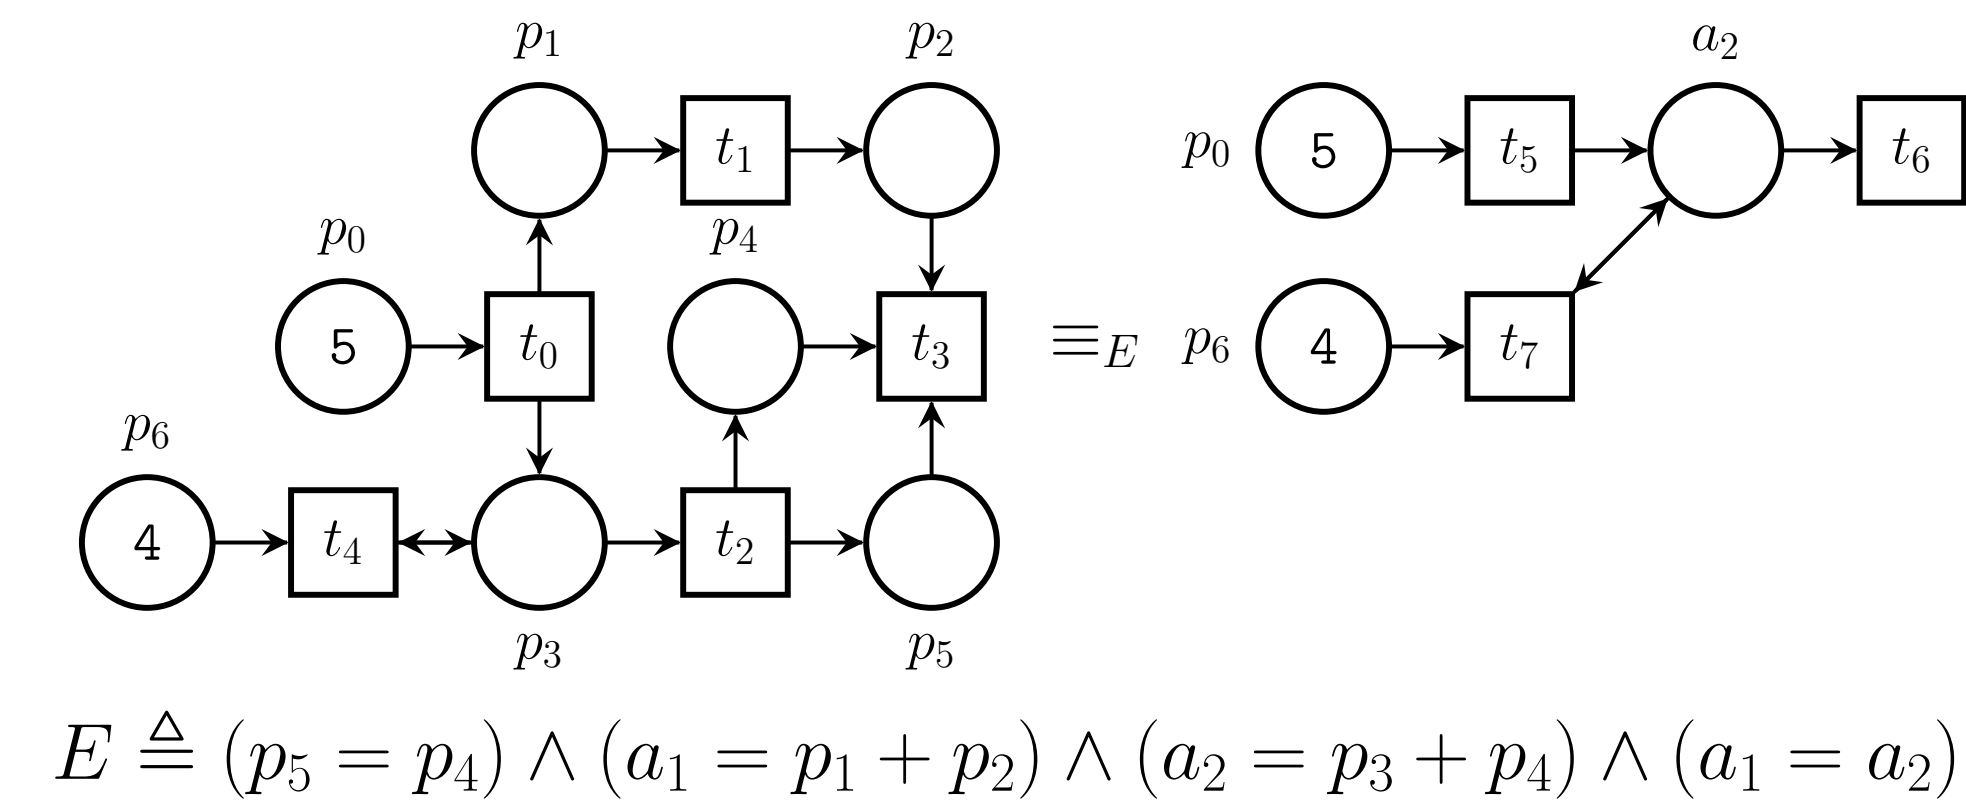 p₁ p₂ a₂
t₁ p₀ 5 t₅ t₆
p₀ p₄
5 t₀ t₃ ≡_E p₆ 4 t₇
p₆
4 t₄ t₂
p₃ p₅
E ≜ (p₅ = p₄) ∧ (a₁ = p₁ + p₂) ∧ (a₂ = p₃ + p₄) ∧ (a₁ = a₂)